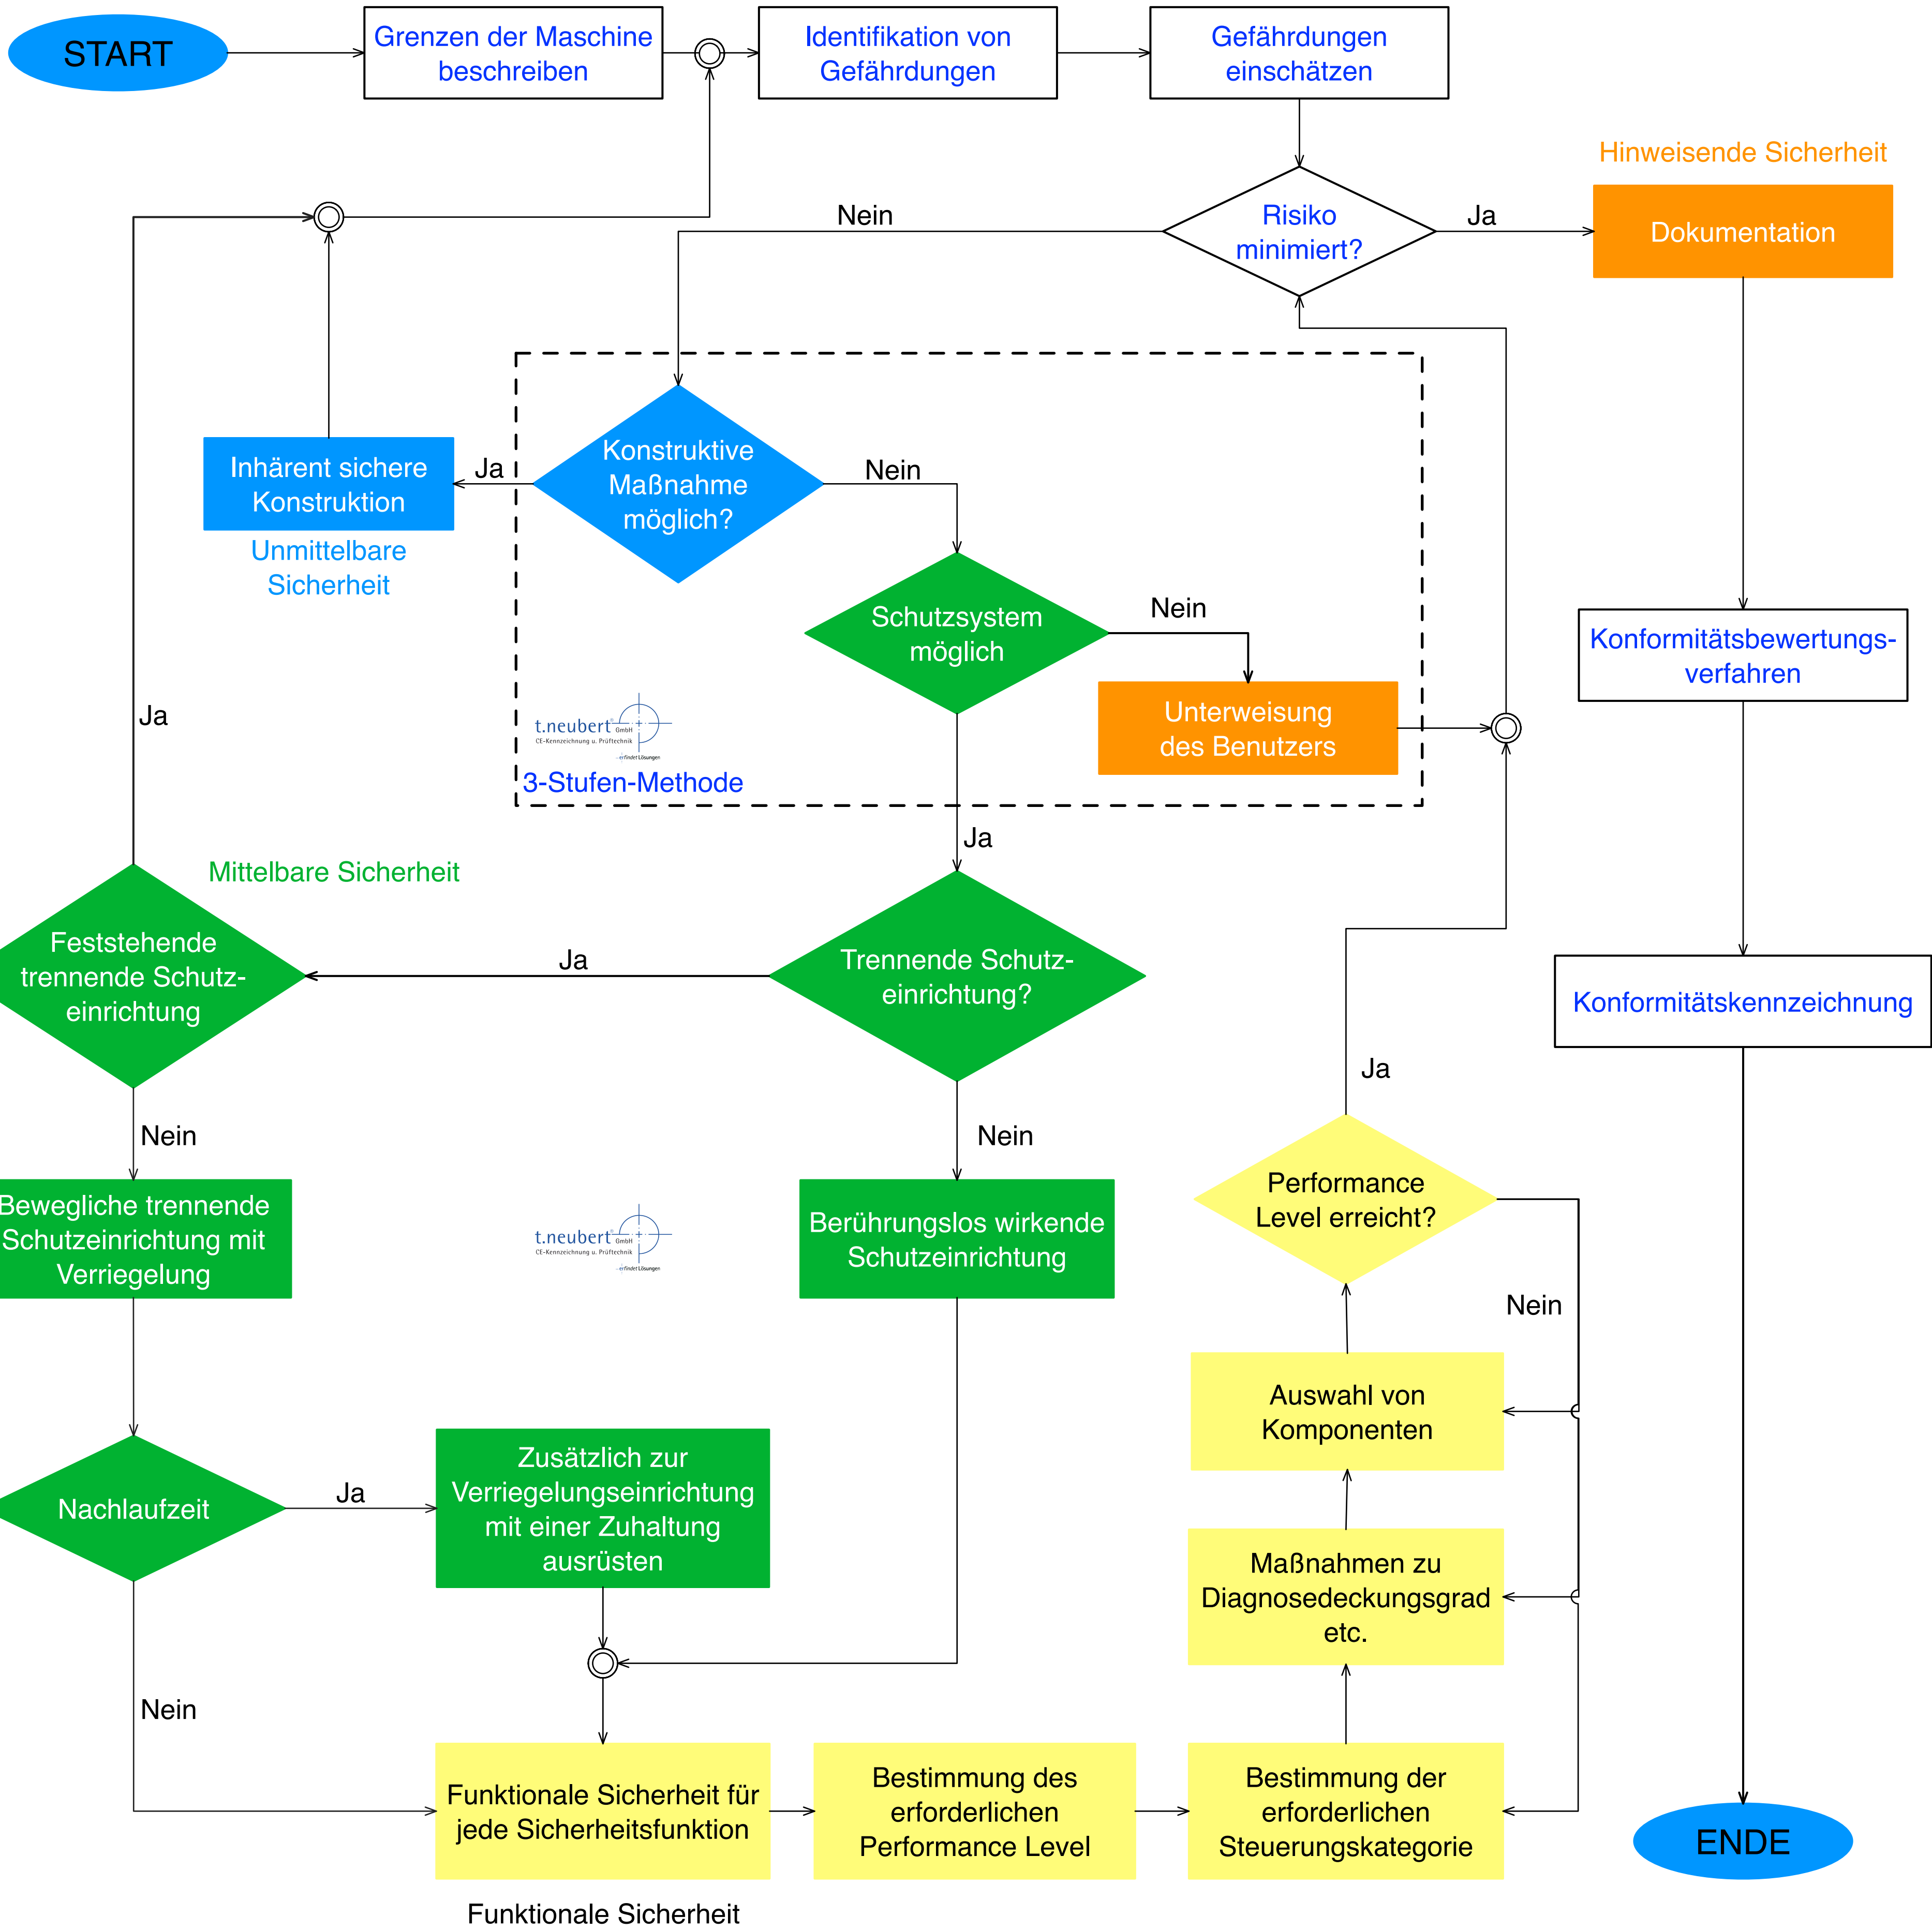 START
Grenzen der Maschine
beschreiben
Identifikation von
Gefährdungen
Gefährdungen
einschätzen
Hinweisende Sicherheit
Nein
Risiko
minimiert?
Ja
Dokumentation
Inhärent sichere
Konstruktion
Ja
Konstruktive
Maßnahme
möglich?
Nein
Unmittelbare
Sicherheit
Schutzsystem
möglich
Nein
Konformitätsbewertungs-
verfahren
Ja
t.neubert® GmbH
CE-Kennzeichnung u. Prüftechnik
erfindet Lösungen
Unterweisung
des Benutzers
3-Stufen-Methode
Ja
Mittelbare Sicherheit
Feststehende
trennende Schutz-
einrichtung
Ja
Trennende Schutz-
einrichtung?
Konformitätskennzeichnung
Ja
Nein
Nein
Bewegliche trennende
Schutzeinrichtung mit
Verriegelung
t.neubert® GmbH
CE-Kennzeichnung u. Prüftechnik
erfindet Lösungen
Berührungslos wirkende
Schutzeinrichtung
Performance
Level erreicht?
Nein
Auswahl von
Komponenten
Nachlaufzeit
Ja
Zusätzlich zur
Verriegelungseinrichtung
mit einer Zuhaltung
ausrüsten
Maßnahmen zu
Diagnosedeckungsgrad
etc.
Nein
Funktionale Sicherheit für
jede Sicherheitsfunktion
Bestimmung des
erforderlichen
Performance Level
Bestimmung der
erforderlichen
Steuerungskategorie
ENDE
Funktionale Sicherheit